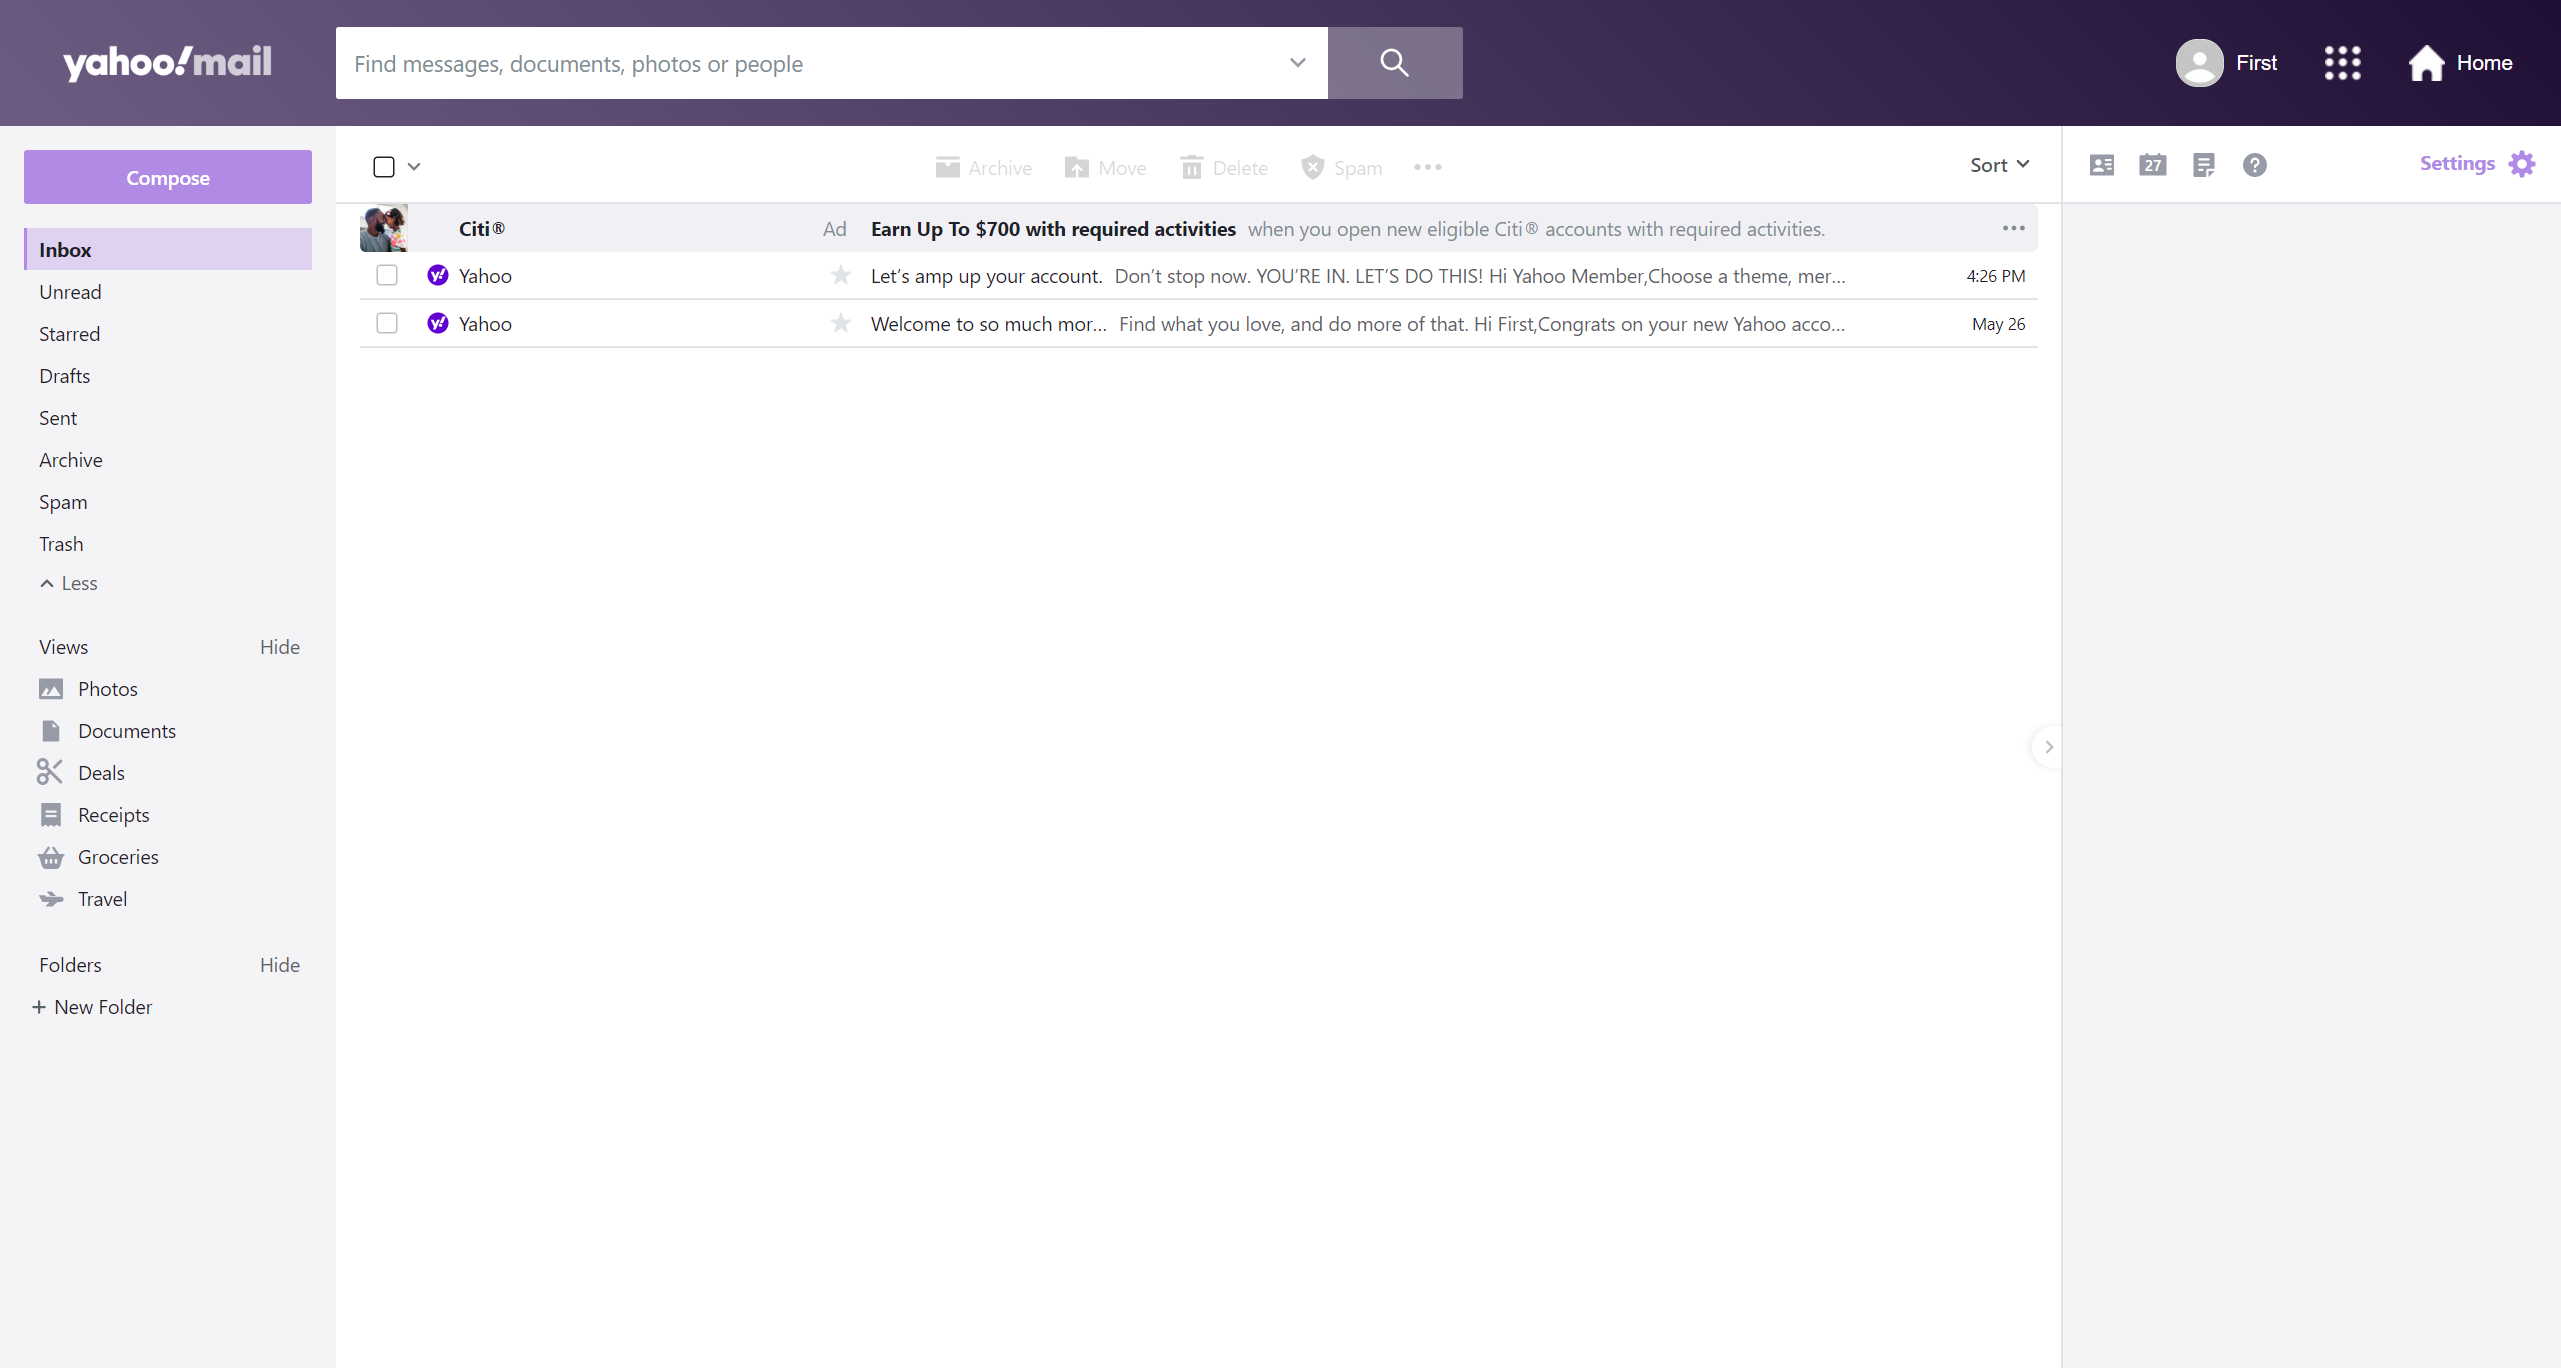 yahoo!mail
Find messages, documents, photos or people
First
Home
Compose
Archive
Move
Delete
Spam
Sort
27
?
Settings
Citi®
Ad
Earn Up To $700 with required activities when you open new eligible Citi® accounts with required activities.
Yahoo
Let's amp up your account. Don't stop now. YOU'RE IN. LET'S DO THIS! Hi Yahoo Member,Choose a theme, mer...
4:26 PM
Yahoo
Welcome to so much mor... Find what you love, and do more of that. Hi First,Congrats on your new Yahoo acco...
May 26
Inbox
Unread
Starred
Drafts
Sent
Archive
Spam
Trash
Less
Views
Hide
Photos
Documents
Deals
Receipts
Groceries
Travel
Folders
Hide
+ New Folder